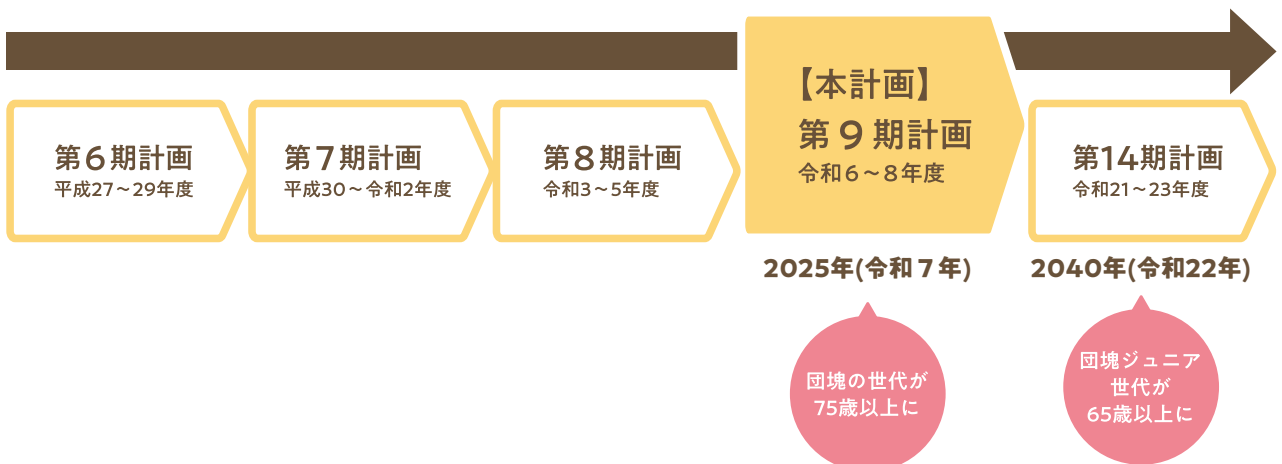 第6期計画
平成27～29年度
第7期計画
平成30～令和2年度
第8期計画
令和3～5年度
【本計画】
第９期計画
令和６～８年度
第14期計画
令和21～23年度
2025年(令和７年)
2040年(令和22年)
団塊の世代が
75歳以上に
団塊ジュニア
世代が
65歳以上に